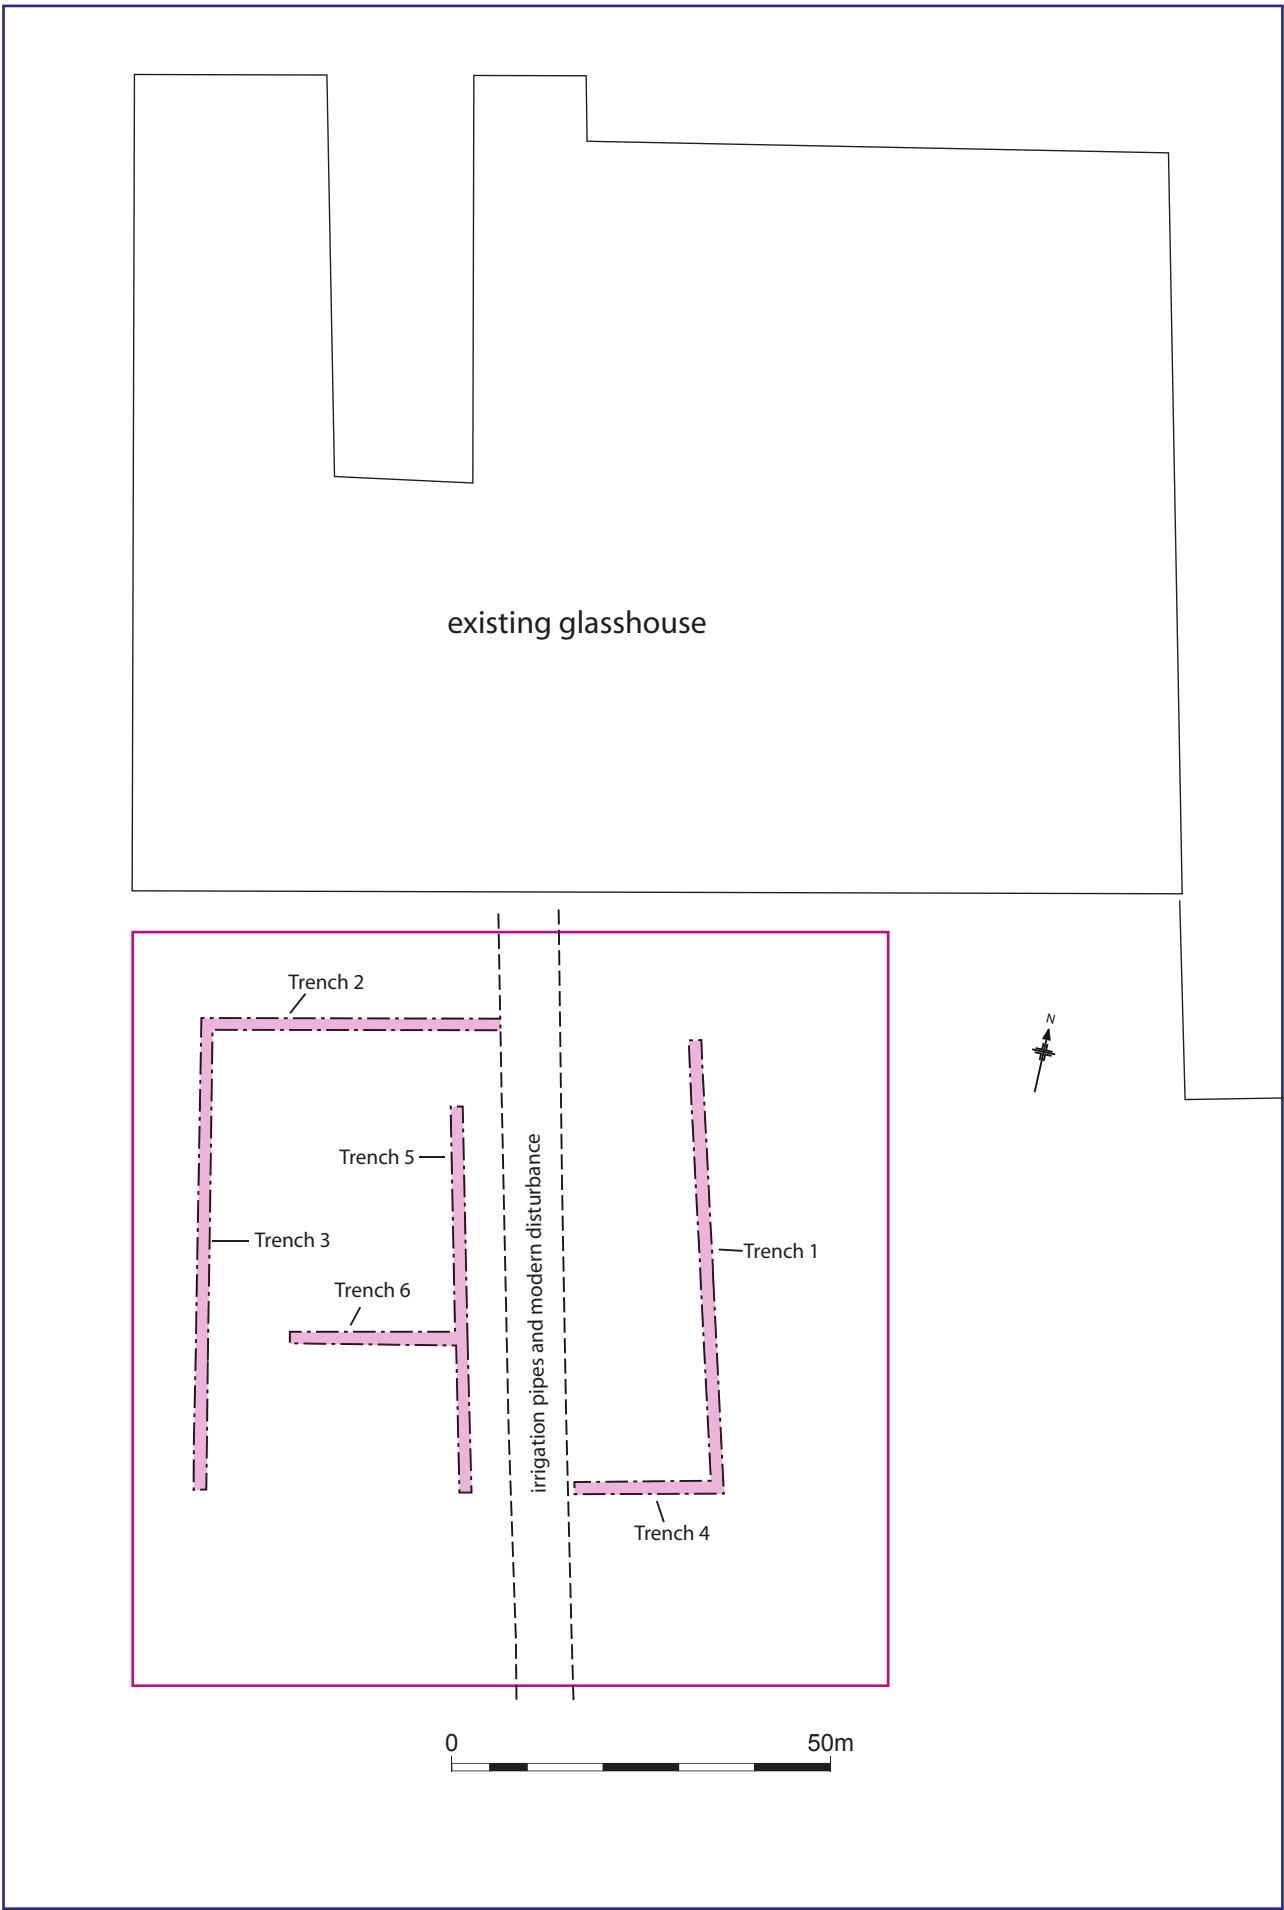 existing glasshouse
Trench 2
N
Trench 5
irrigation pipes and modern disturbance
Trench 3
Trench 1
Trench 6
Trench 4
0 50m